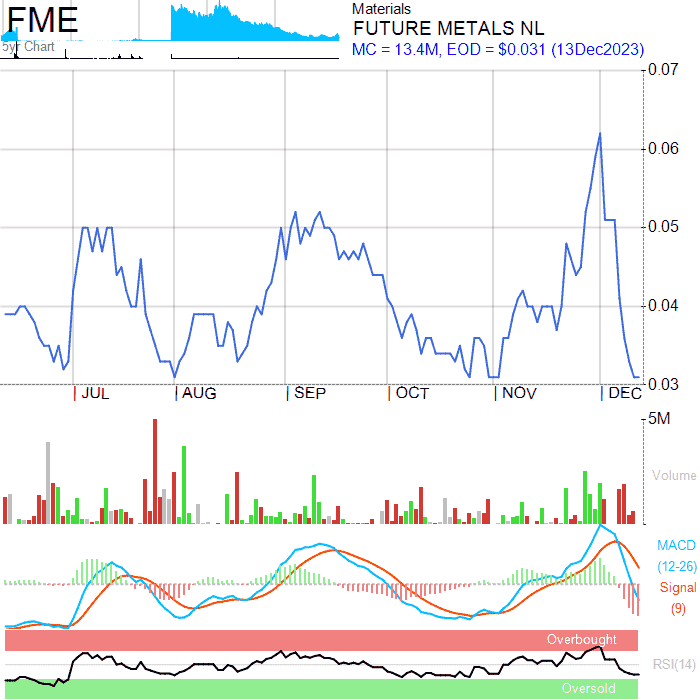 FME
5yr Chart
Materials
FUTURE METALS NL
MC = 13.4M, EOD = $0.031 (13Dec2023)
0.07
0.06
0.05
0.04
0.03
JUL AUG SEP OCT NOV DEC
5M
Volume
MACD
(12-26)
Signal
(9)
Overbought
RSI(14)
Oversold